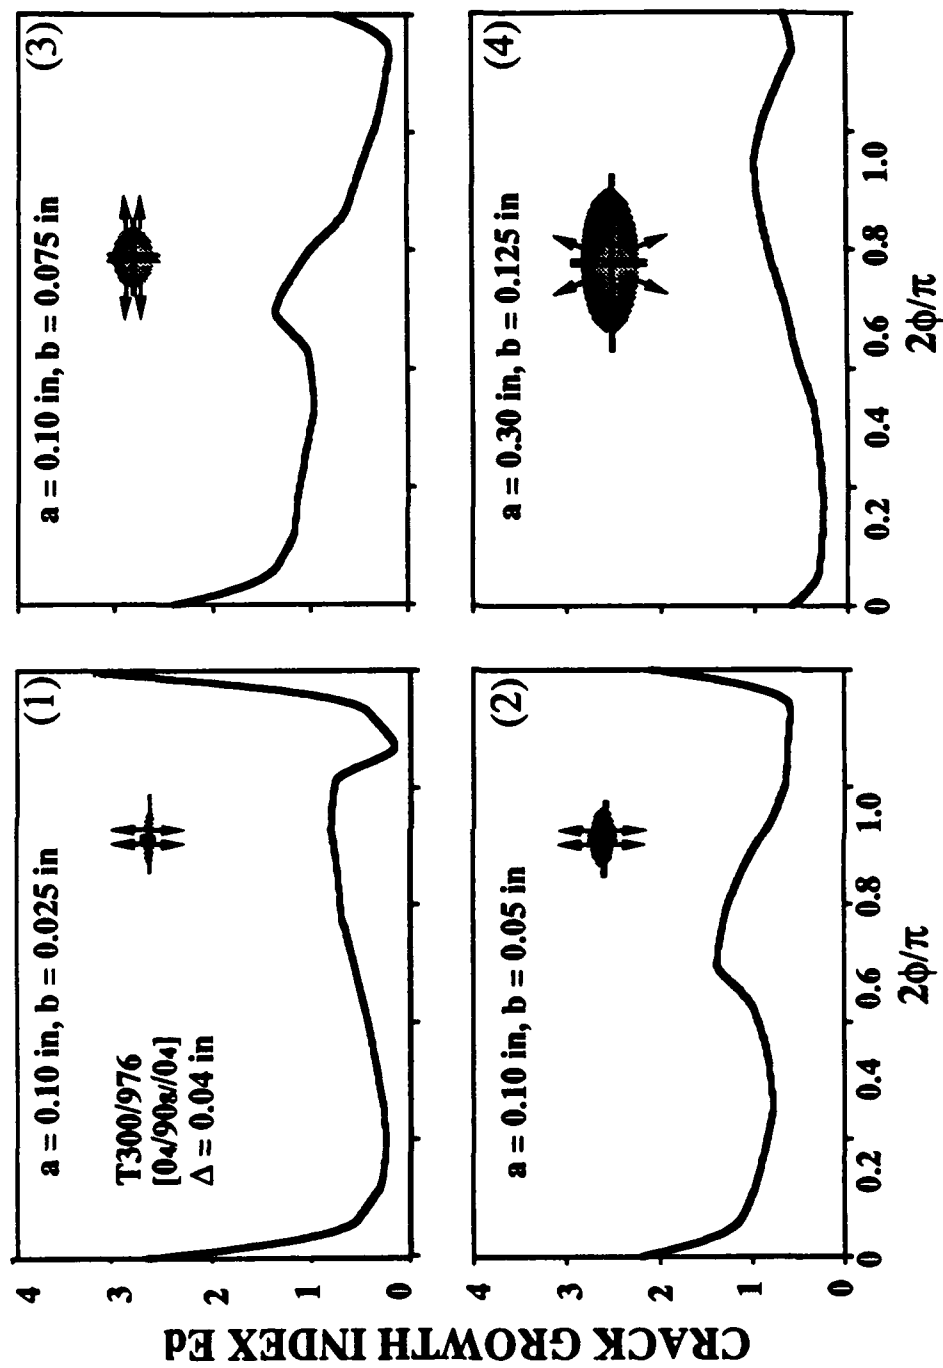 CRACK GROWTH INDEX Ed
a = 0.10 in, b = 0.025 in
(1)
T300/976
[04/908/04]
Δ = 0.04 in
4
3
2
1
0
a = 0.10 in, b = 0.075 in
(3)
a = 0.10 in, b = 0.05 in
(2)
4
3
2
1
0
0 0.2 0.4 0.6 0.8 1.0
2ϕ/π
a = 0.30 in, b = 0.125 in
(4)
0 0.2 0.4 0.6 0.8 1.0
2ϕ/π